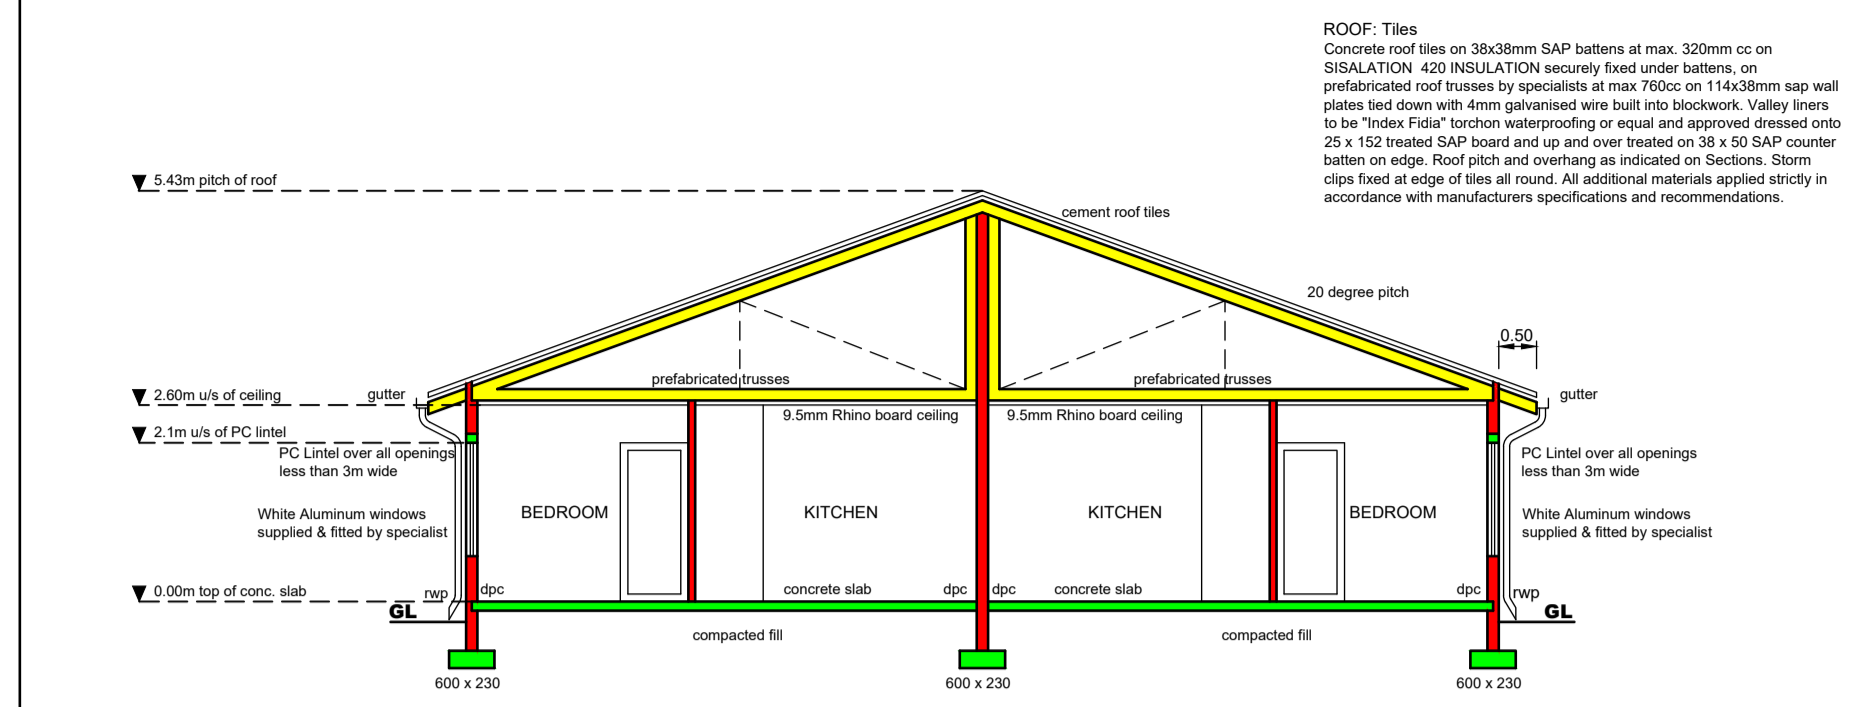 ROOF: Tiles
Concrete roof tiles on 38x38mm SAP battens at max. 320mm cc on
SISALATION 420 INSULATION securely fixed under battens, on
prefabricated roof trusses by specialists at max 760cc on 114x38mm sap wall
plates tied down with 4mm galvanised wire built into blockwork. Valley liners
to be "Index Fidia" torchon waterproofing or equal and approved dressed onto
25 x 152 treated SAP board and up and over treated on 38 x 50 SAP counter
batten on edge. Roof pitch and overhang as indicated on Sections. Storm
clips fixed at edge of tiles all round. All additional materials applied strictly in
accordance with manufacturers specifications and recommendations.
5.43m pitch of roof
cement roof tiles
20 degree pitch
0.50
prefabricated trusses
prefabricated trusses
2.60m u/s of ceiling
gutter
gutter
9.5mm Rhino board ceiling
9.5mm Rhino board ceiling
2.1m u/s of PC lintel
PC Lintel over all openings
less than 3m wide
PC Lintel over all openings
less than 3m wide
White Aluminum windows
supplied & fitted by specialist
BEDROOM
KITCHEN
KITCHEN
BEDROOM
White Aluminum windows
supplied & fitted by specialist
0.00m top of conc. slab
rwp
dpc
concrete slab
dpc
dpc
concrete slab
dpc
rwp
GL
GL
compacted fill
compacted fill
600 x 230
600 x 230
600 x 230